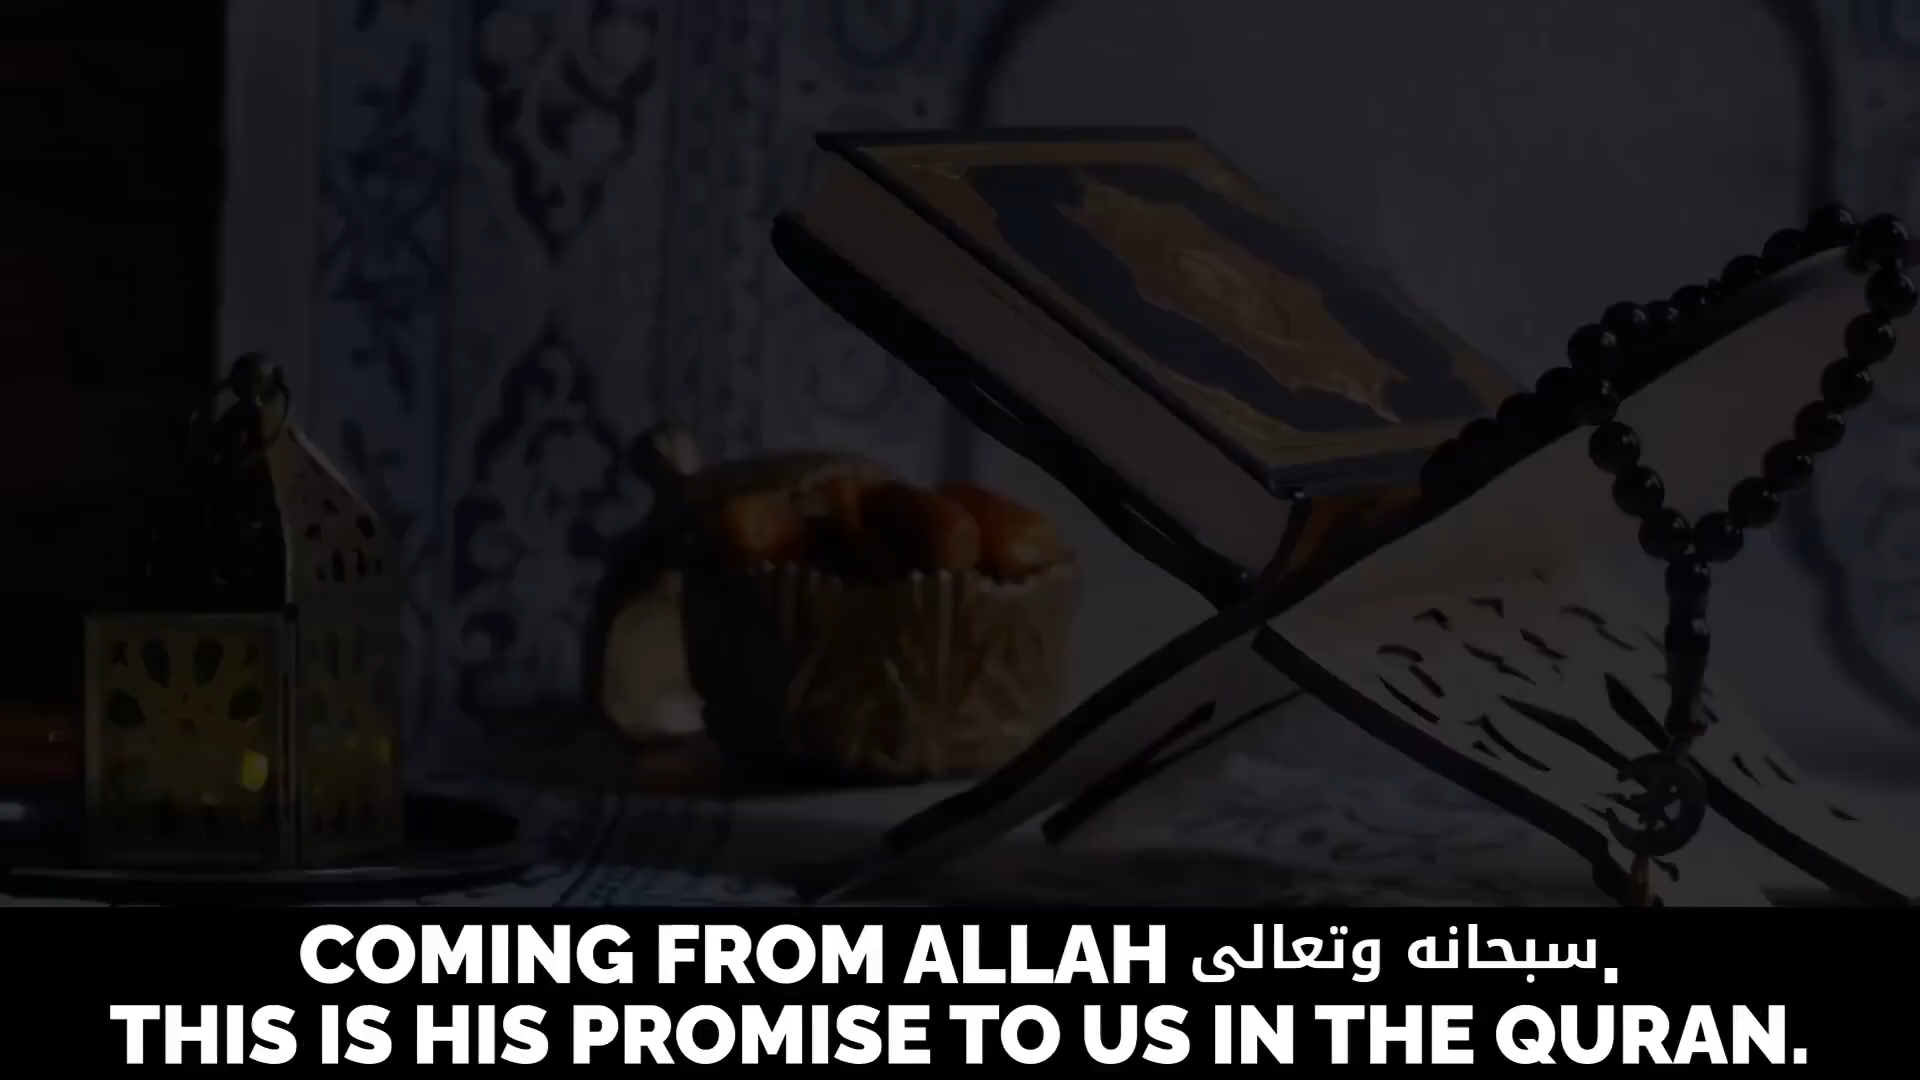 COMING FROM ALLAH سبحانه وتعالى.
THIS IS HIS PROMISE TO US IN THE QURAN.